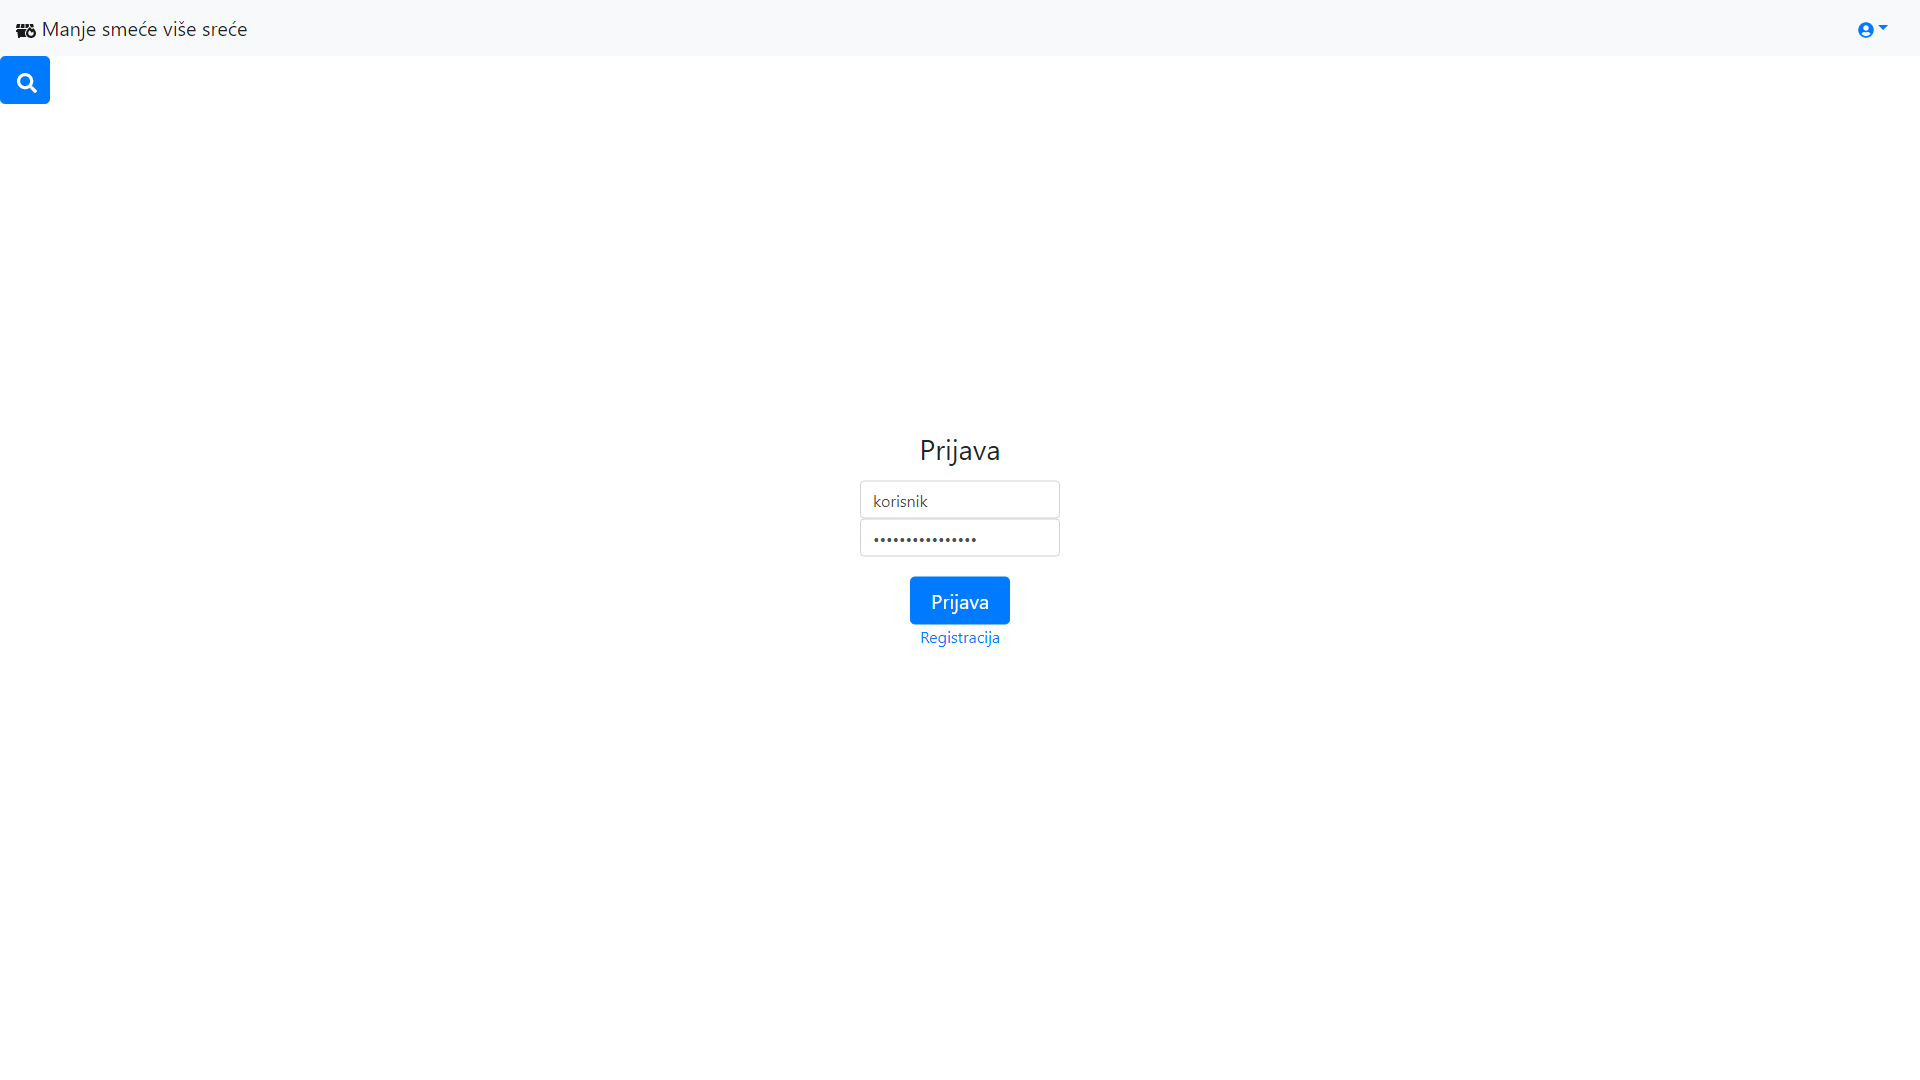 Manje smeće više sreće
Prijava
korisnik
••••••••••••••••
Prijava
Registracija